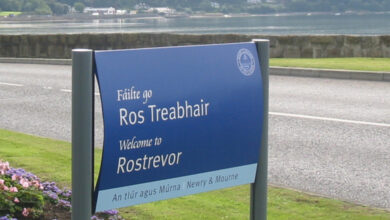 Fáilte go
Ros Treabhair
Welcome to
Rostrevor
An tIúr agus Múrna Newry & Mourne